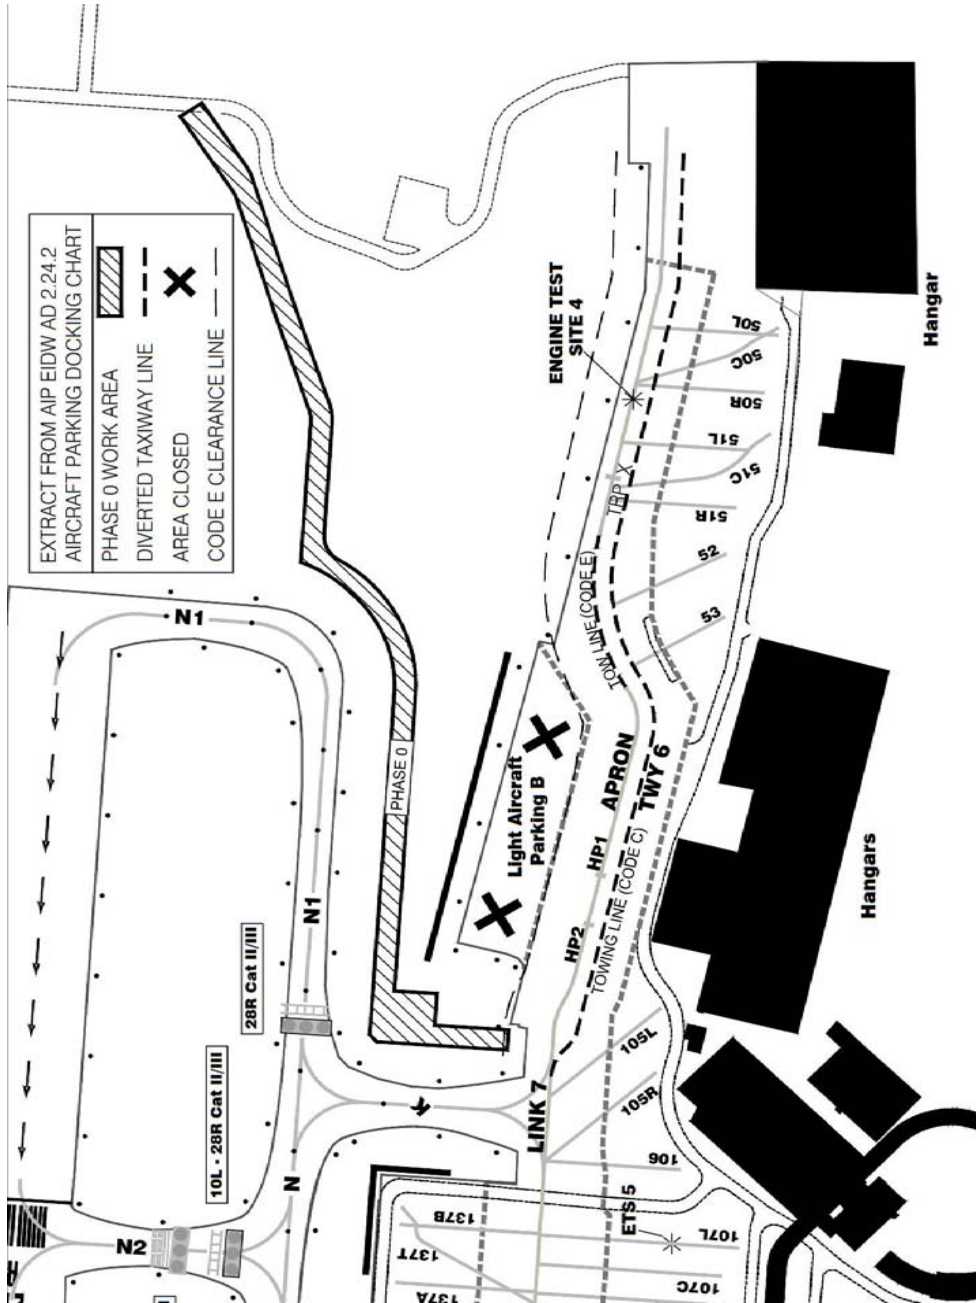 EXTRACT FROM AIP EIDW AD 2.24.2
AIRCRAFT PARKING DOCKING CHART
PHASE 0 WORK AREA
DIVERTED TAXIWAY LINE
AREA CLOSED
CODE E CLEARANCE LINE
ENGINE TEST
SITE 4
Hangar
50L
50C
50R
51L
51C
51R
52
53
TRP X
TOW LINE (CODE E)
N1
PHASE 0
Light Aircraft
Parking B
APRON
TWY 6
HP1
HP2
TOWING LINE (CODE C)
Hangars
N1
28R Cat II/III
10L - 28R Cat II/III
LINK 7
105L
105R
106
N
N2
ETS 5
137B
137T
137A
107L
107C